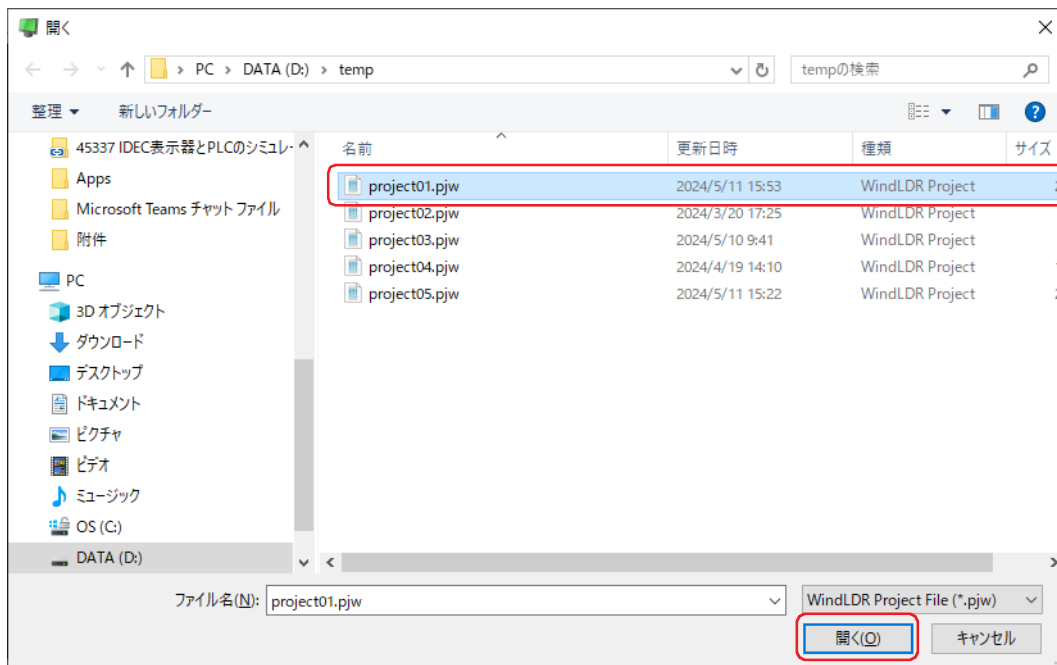 開く
PC › DATA (D:) › temp
tempの検索
整理
新しいフォルダー
45337 IDEC表示器とPLCのシミュレ-
Apps
Microsoft Teams チャット ファイル
附件
PC
3D オブジェクト
ダウンロード
デスクトップ
ドキュメント
ピクチャ
ビデオ
ミュージック
OS (C:)
DATA (D:)
名前 更新日時 種類 サイズ
project01.pjw 2024/5/11 15:53 WindLDR Project
project02.pjw 2024/3/20 17:25 WindLDR Project
project03.pjw 2024/5/10 9:41 WindLDR Project
project04.pjw 2024/4/19 14:10 WindLDR Project
project05.pjw 2024/5/11 15:22 WindLDR Project
ファイル名(N): project01.pjw
WindLDR Project File (*.pjw)
開く(O)
キャンセル